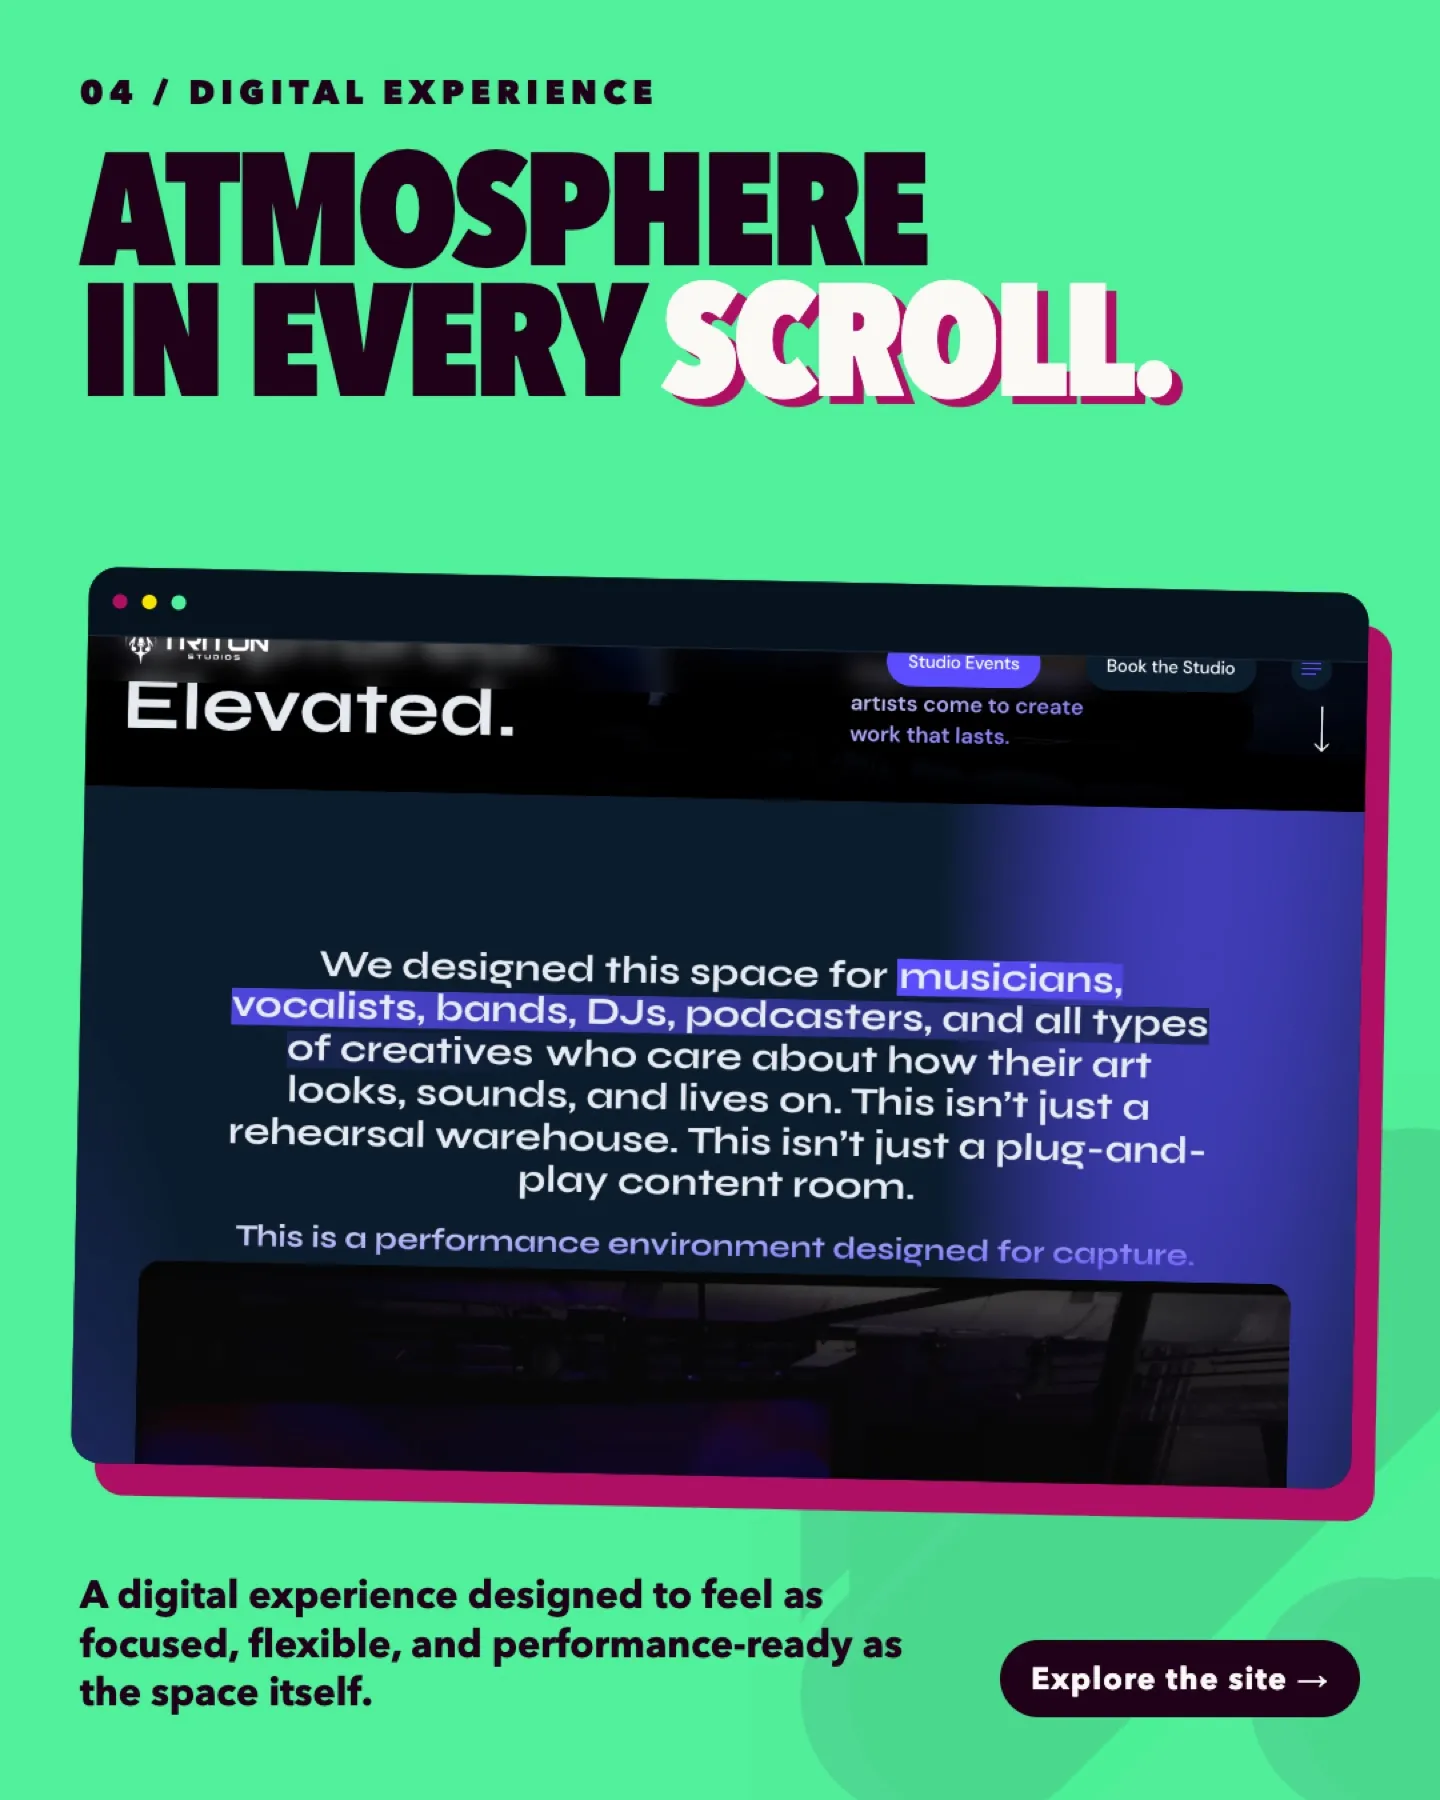 04 / DIGITAL EXPERIENCE
ATMOSPHERE
IN EVERY SCROLL.
TRITON
STUDIOS
Studio Events
Book the Studio
Elevated.
artists come to create
work that lasts.
We designed this space for musicians,
vocalists, bands, DJs, podcasters, and all types
of creatives who care about how their art
looks, sounds, and lives on. This isn’t just a
rehearsal warehouse. This isn’t just a plug-and-
play content room.
This is a performance environment designed for capture.
A digital experience designed to feel as
focused, flexible, and performance-ready as
the space itself.
Explore the site →